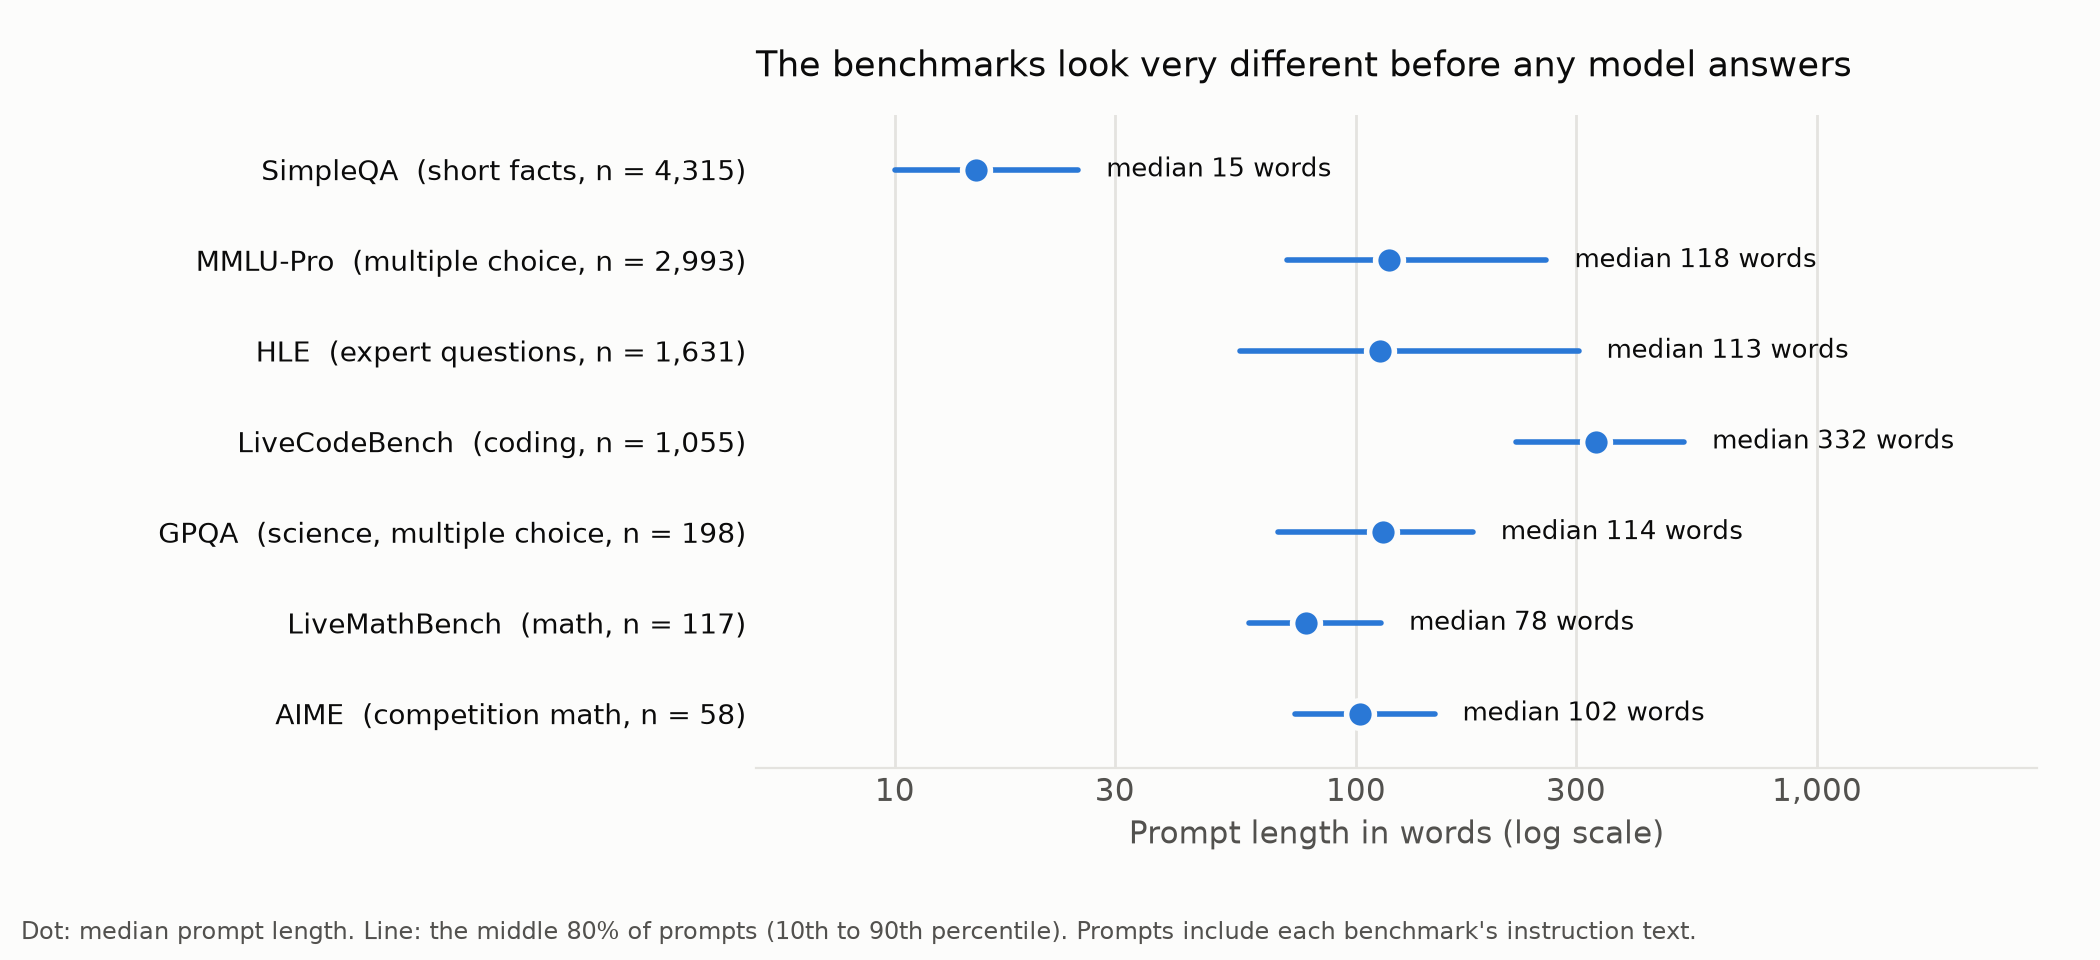 The benchmarks look very different before any model answers
SimpleQA (short facts, n = 4,315)
median 15 words
MMLU-Pro (multiple choice, n = 2,993)
median 118 words
HLE (expert questions, n = 1,631)
median 113 words
LiveCodeBench (coding, n = 1,055)
median 332 words
GPQA (science, multiple choice, n = 198)
median 114 words
LiveMathBench (math, n = 117)
median 78 words
AIME (competition math, n = 58)
median 102 words
10 30 100 300 1,000
Prompt length in words (log scale)
Dot: median prompt length. Line: the middle 80% of prompts (10th to 90th percentile). Prompts include each benchmark's instruction text.